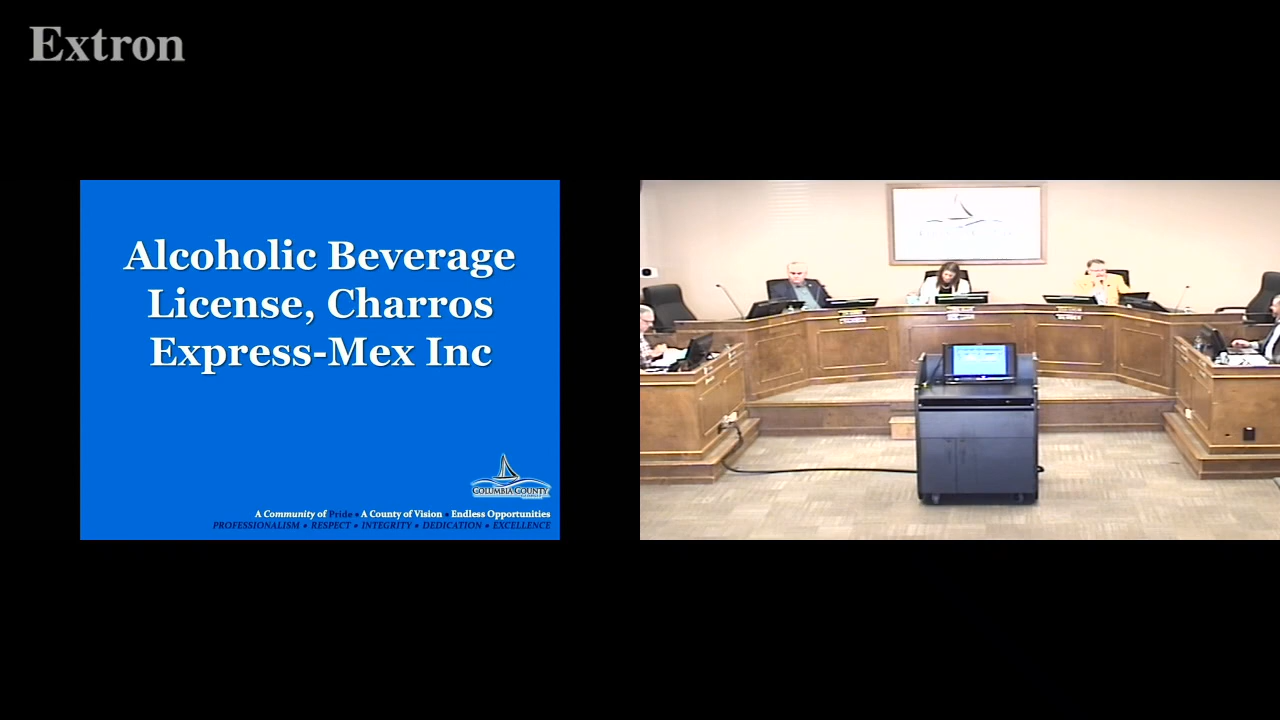 Extron
Alcoholic Beverage
License, Charros
Express-Mex Inc
COLUMBIA COUNTY
A Community of Pride • A County of Vision • Endless Opportunities
PROFESSIONALISM • RESPECT • INTEGRITY • DEDICATION • EXCELLENCE